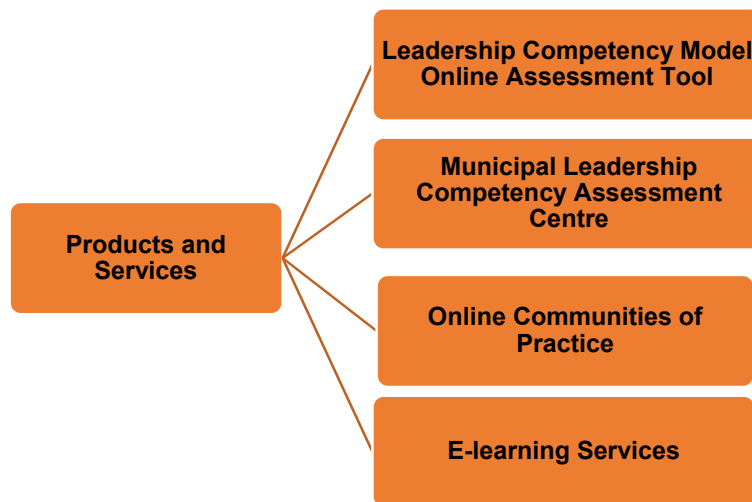 Leadership Competency Model
Online Assessment Tool
Municipal Leadership
Competency Assessment
Centre
Products and
Services
Online Communities of
Practice
E-learning Services